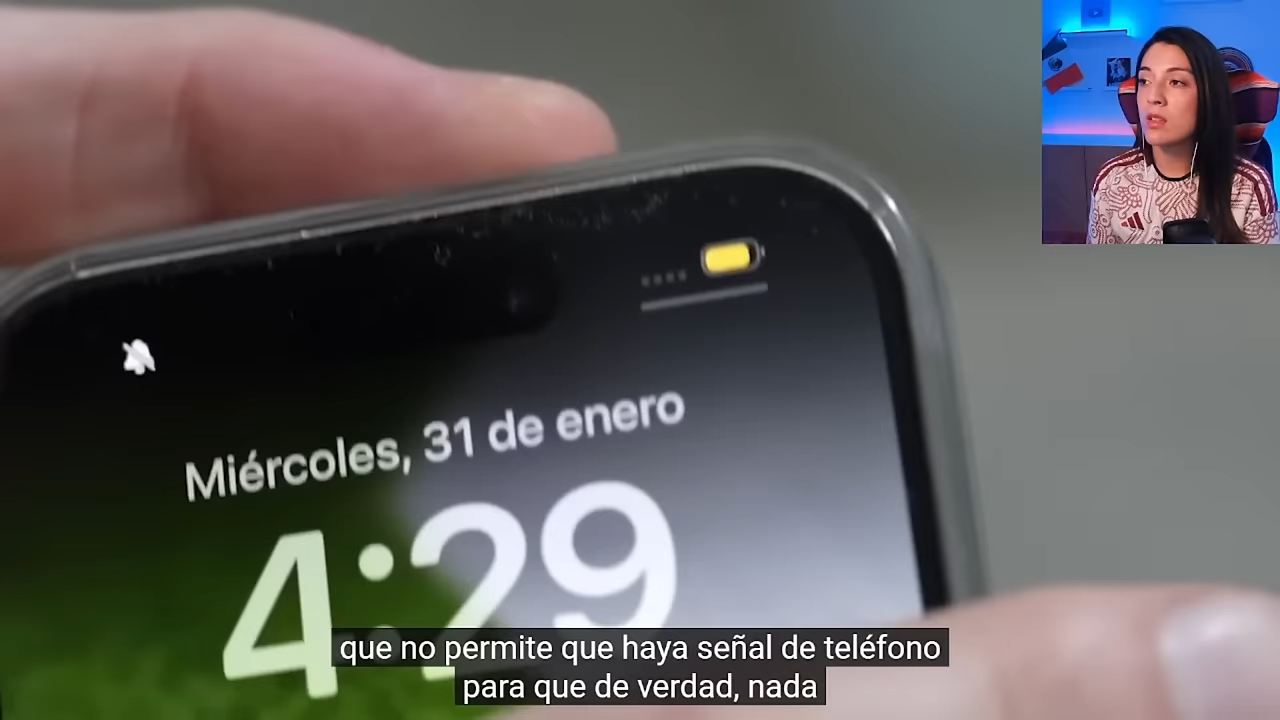 Miércoles, 31 de enero
4:29
que no permite que haya señal de teléfono
para que de verdad, nada